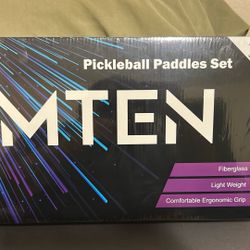 Pickleball Paddles Set
MTEN
Fiberglass
Light Weight
Comfortable Ergonomic Grip